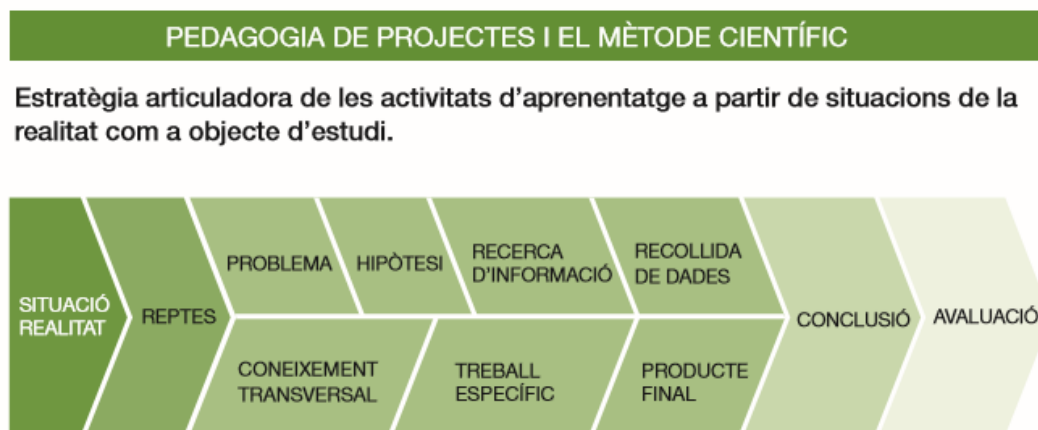 PEDAGOGIA DE PROJECTES I EL MÈTODE CIENTÍFIC
Estratègia articuladora de les activitats d'aprenentatge a partir de situacions de la
realitat com a objecte d'estudi.
SITUACIÓ
REALITAT
REPTES
PROBLEMA
HIPÒTESI
RECERCA
D'INFORMACIÓ
RECOLLIDA
DE DADES
CONEIXEMENT
TRANSVERSAL
TREBALL
ESPECÍFIC
PRODUCTE
FINAL
CONCLUSIÓ
AVALUACIÓ